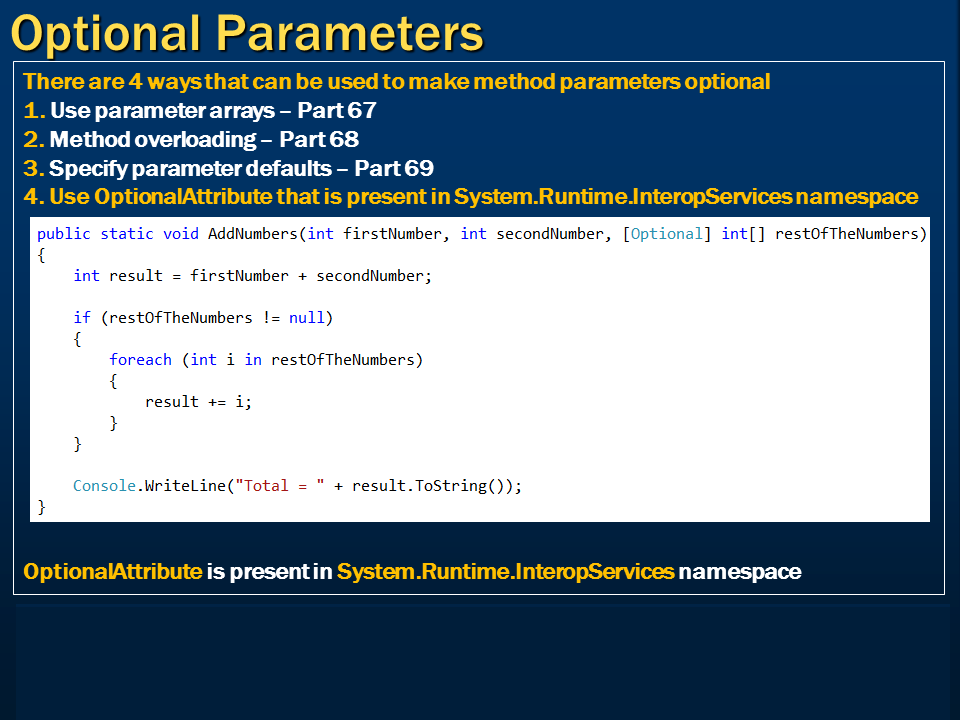 Optional Parameters
There are 4 ways that can be used to make method parameters optional
1. Use parameter arrays – Part 67
2. Method overloading – Part 68
3. Specify parameter defaults – Part 69
4. Use OptionalAttribute that is present in System.Runtime.InteropServices namespace
public static void AddNumbers(int firstNumber, int secondNumber, [Optional] int[] restOfTheNumbers)
{
    int result = firstNumber + secondNumber;
    if (restOfTheNumbers != null)
    {
        foreach (int i in restOfTheNumbers)
        {
            result += i;
        }
    }
    Console.WriteLine("Total = " + result.ToString());
}
OptionalAttribute is present in System.Runtime.InteropServices namespace